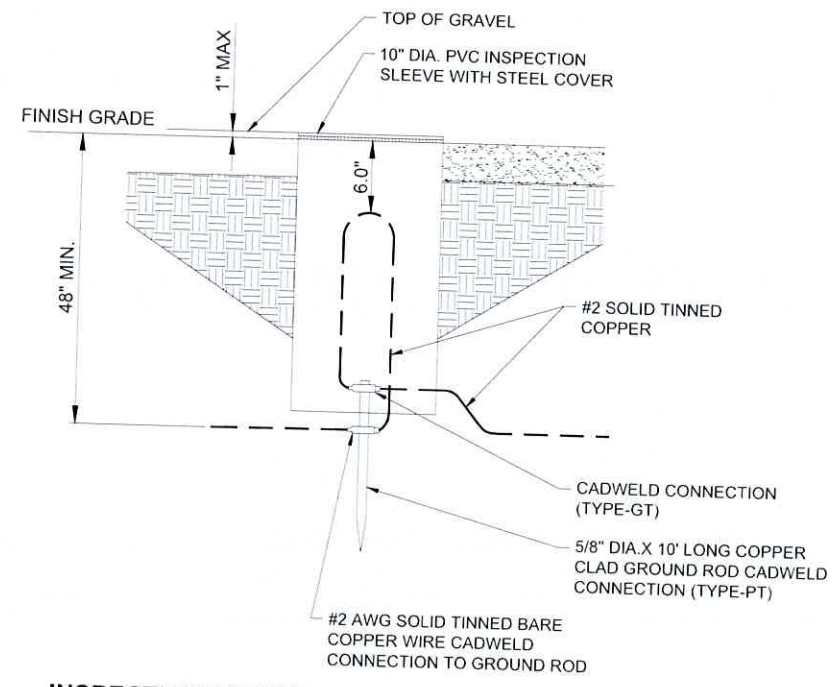 TOP OF GRAVEL
1" MAX
10" DIA. PVC INSPECTION
SLEEVE WITH STEEL COVER
FINISH GRADE
6.0"
48" MIN.
#2 SOLID TINNED
COPPER
CADWELD CONNECTION
(TYPE-GT)
5/8" DIA.X 10' LONG COPPER
CLAD GROUND ROD CADWELD
CONNECTION (TYPE-PT)
#2 AWG SOLID TINNED BARE
COPPER WIRE CADWELD
CONNECTION TO GROUND ROD